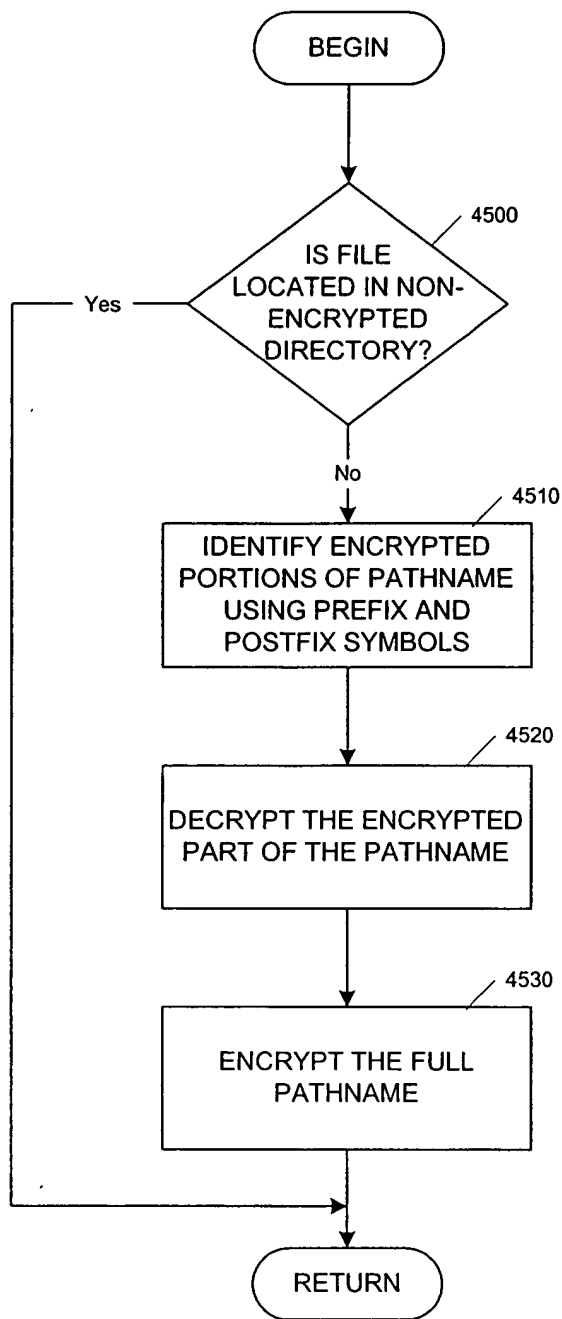 BEGIN
4500
IS FILE
LOCATED IN NON-
ENCRYPTED
DIRECTORY?
Yes
No
4510
IDENTIFY ENCRYPTED
PORTIONS OF PATHNAME
USING PREFIX AND
POSTFIX SYMBOLS
4520
DECRYPT THE ENCRYPTED
PART OF THE PATHNAME
4530
ENCRYPT THE FULL
PATHNAME
RETURN